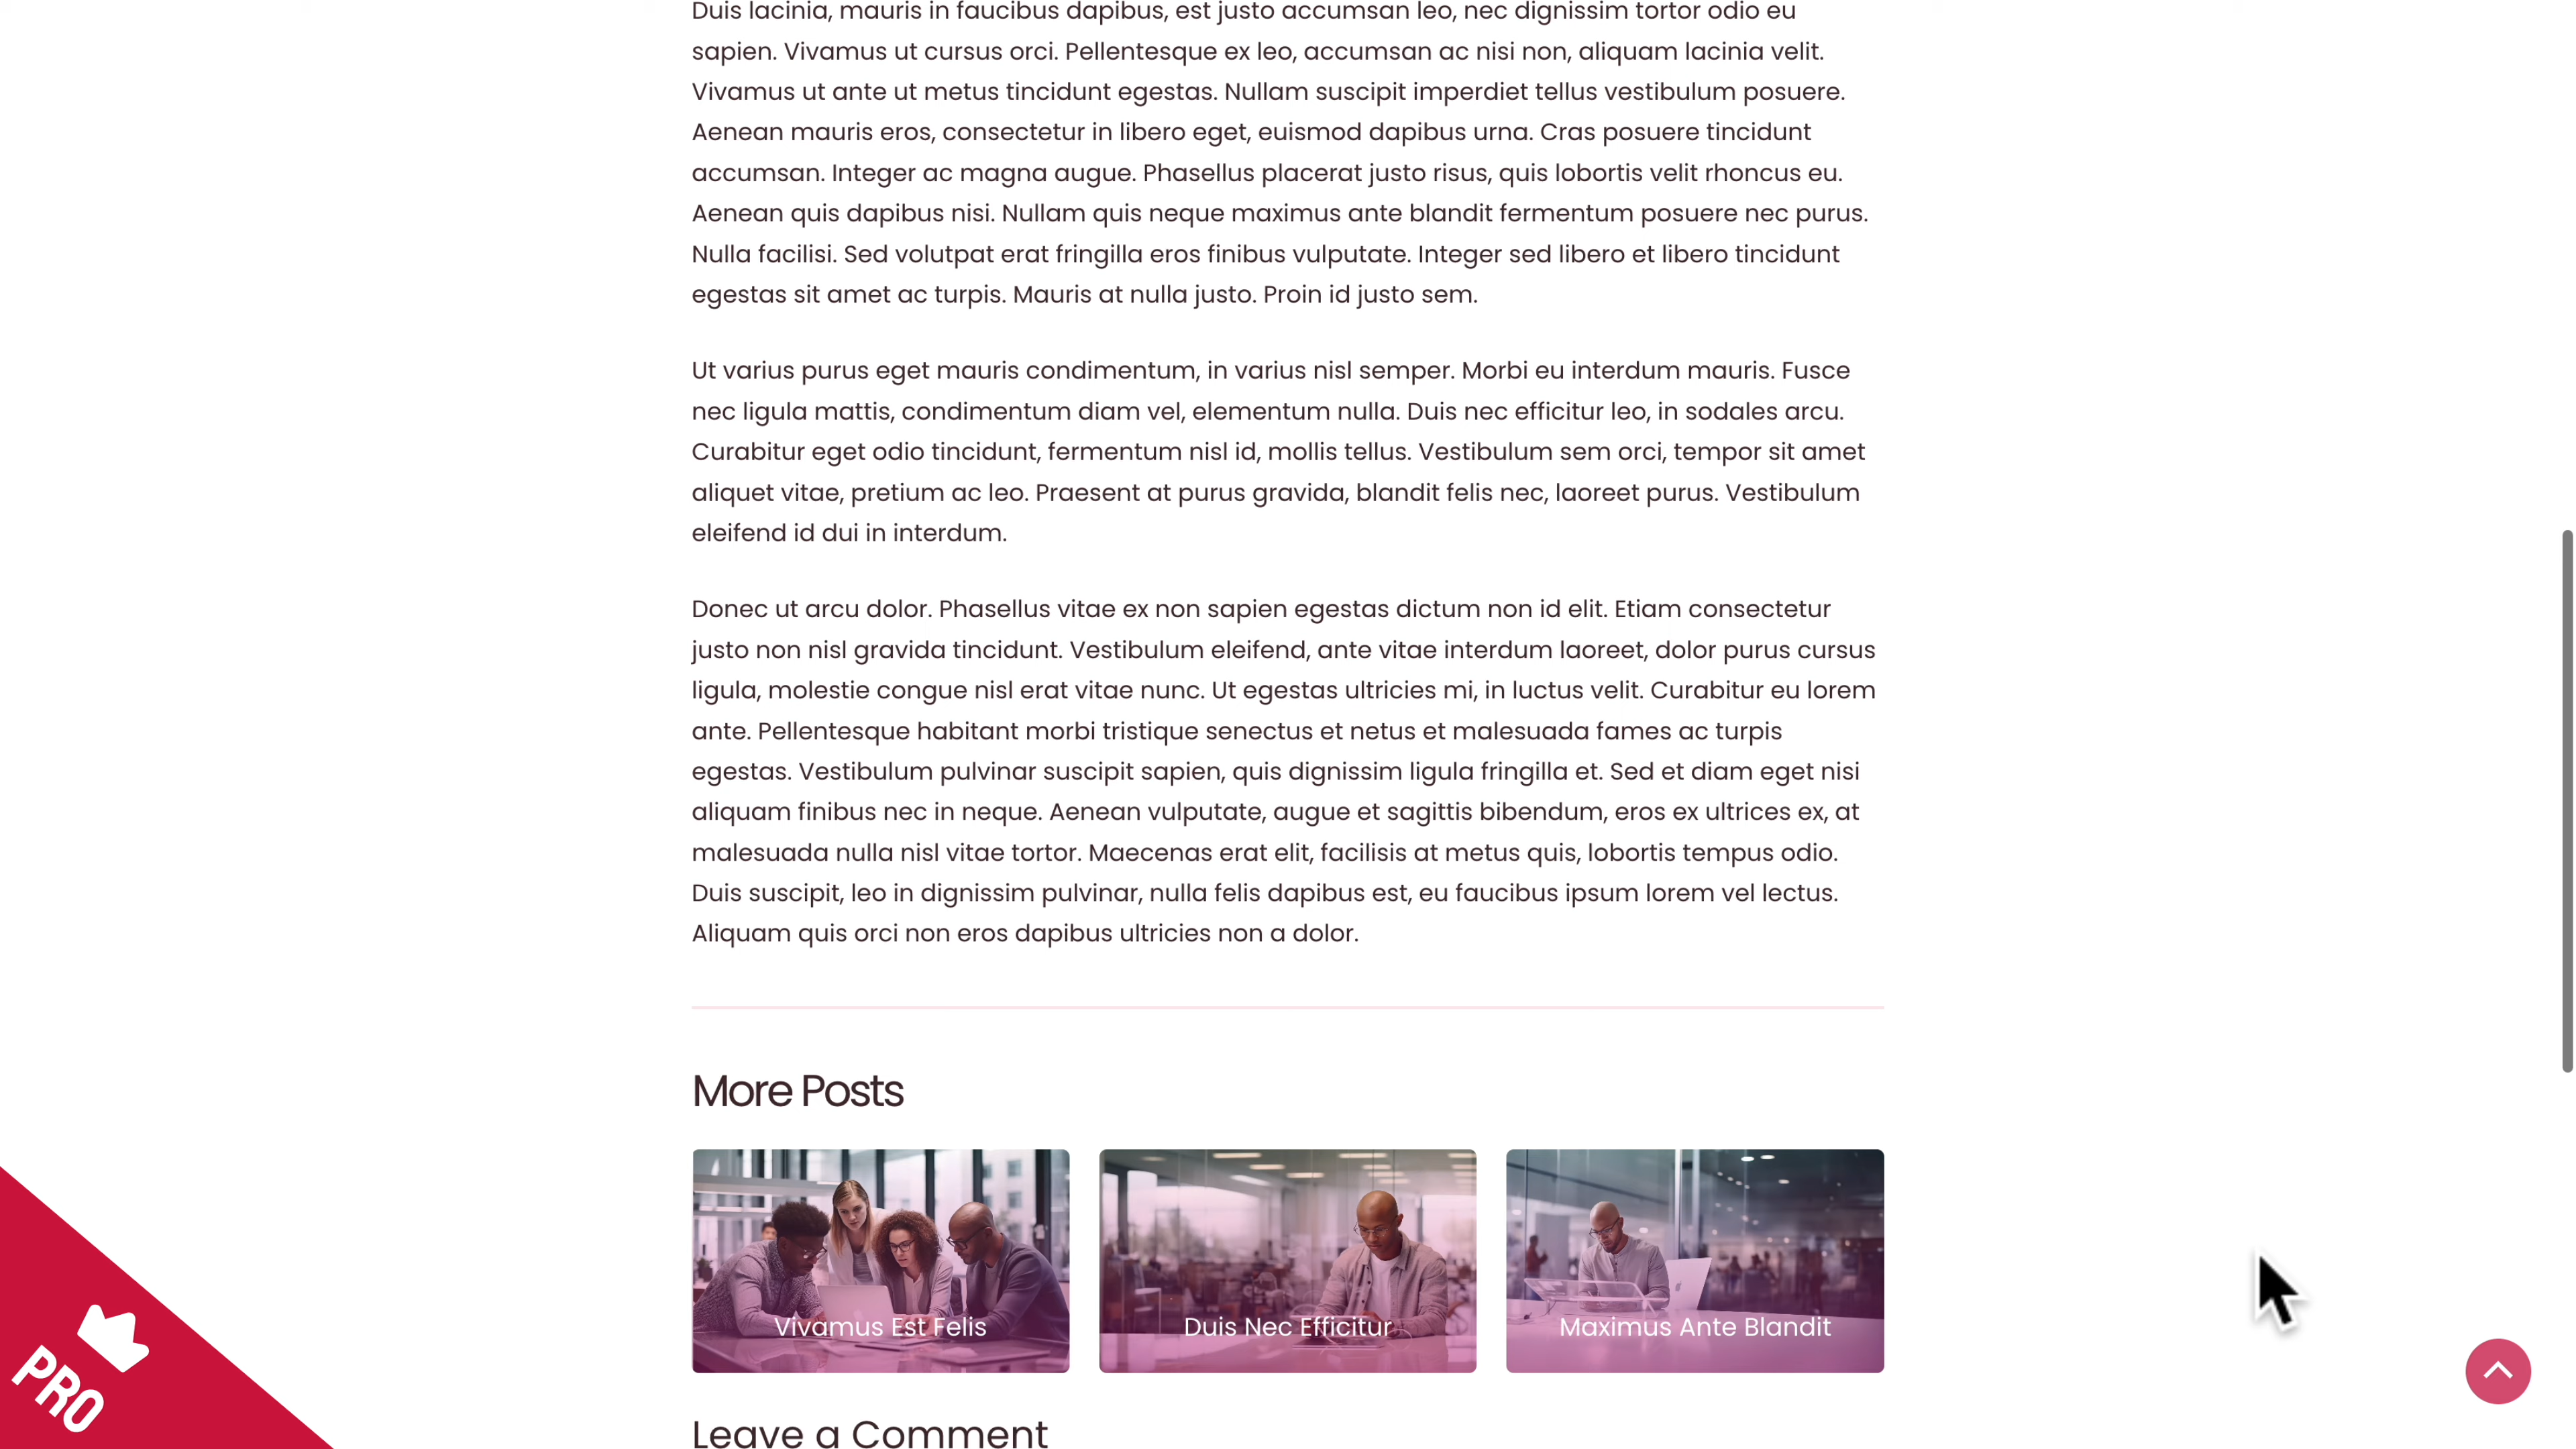 Duis lacinia, mauris in faucibus dapibus, est justo accumsan leo, nec dignissim tortor odio eu
sapien. Vivamus ut cursus orci. Pellentesque ex leo, accumsan ac nisi non, aliquam lacinia velit.
Vivamus ut ante ut metus tincidunt egestas. Nullam suscipit imperdiet tellus vestibulum posuere.
Aenean mauris eros, consectetur in libero eget, euismod dapibus urna. Cras posuere tincidunt
accumsan. Integer ac magna augue. Phasellus placerat justo risus, quis lobortis velit rhoncus eu.
Aenean quis dapibus nisi. Nullam quis neque maximus ante blandit fermentum posuere nec purus.
Nulla facilisi. Sed volutpat erat fringilla eros finibus vulputate. Integer sed libero et libero tincidunt
egestas sit amet ac turpis. Mauris at nulla justo. Proin id justo sem.
Ut varius purus eget mauris condimentum, in varius nisl semper. Morbi eu interdum mauris. Fusce
nec ligula mattis, condimentum diam vel, elementum nulla. Duis nec efficitur leo, in sodales arcu.
Curabitur eget odio tincidunt, fermentum nisl id, mollis tellus. Vestibulum sem orci, tempor sit amet
aliquet vitae, pretium ac leo. Praesent at purus gravida, blandit felis nec, laoreet purus. Vestibulum
eleifend id dui in interdum.
Donec ut arcu dolor. Phasellus vitae ex non sapien egestas dictum non id elit. Etiam consectetur
justo non nisl gravida tincidunt. Vestibulum eleifend, ante vitae interdum laoreet, dolor purus cursus
ligula, molestie congue nisl erat vitae nunc. Ut egestas ultricies mi, in luctus velit. Curabitur eu lorem
ante. Pellentesque habitant morbi tristique senectus et netus et malesuada fames ac turpis
egestas. Vestibulum pulvinar suscipit sapien, quis dignissim ligula fringilla et. Sed et diam eget nisi
aliquam finibus nec in neque. Aenean vulputate, augue et sagittis bibendum, eros ex ultrices ex, at
malesuada nulla nisl vitae tortor. Maecenas erat elit, facilisis at metus quis, lobortis tempus odio.
Duis suscipit, leo in dignissim pulvinar, nulla felis dapibus est, eu faucibus ipsum lorem vel lectus.
Aliquam quis orci non eros dapibus ultricies non a dolor.
More Posts
Vivamus Est Felis
Duis Nec Efficitur
Maximus Ante Blandit
PRO
Leave a Comment